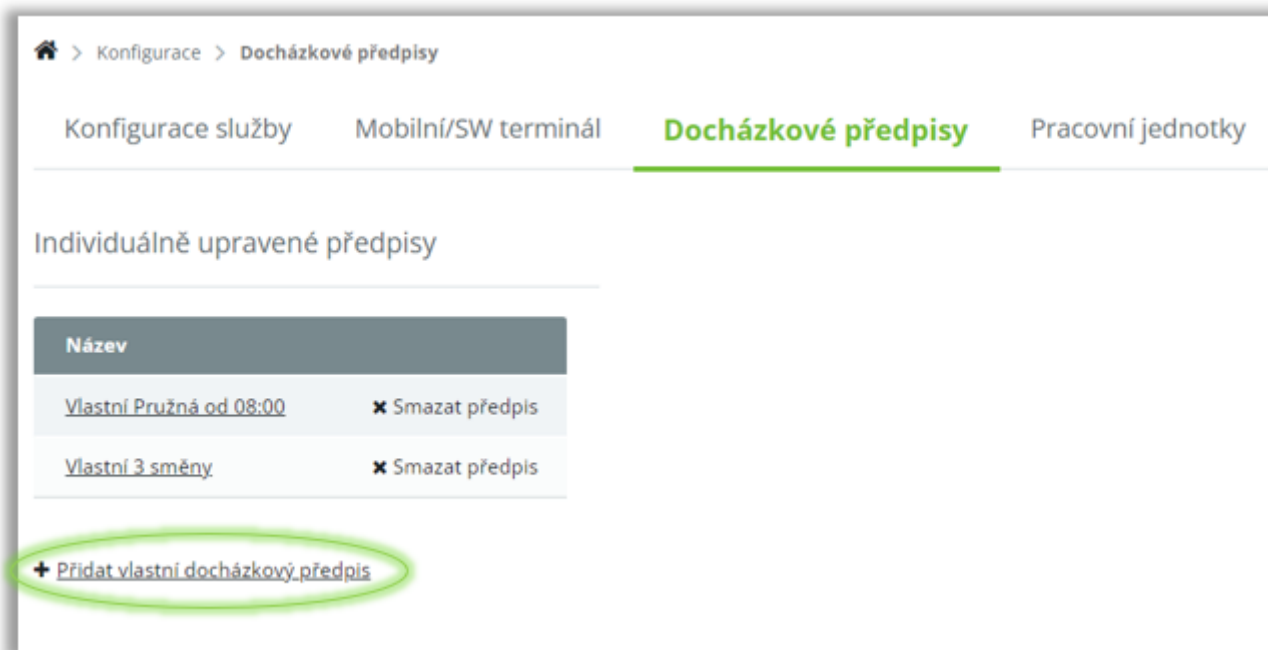 > Konfigurace > Docházkové předpisy
Konfigurace služby Mobilní/SW terminál Docházkové předpisy Pracovní jednotky
Individuálně upravené předpisy
Název
Vlastní Pružná od 08:00 ✖ Smazat předpis
Vlastní 3 směny ✖ Smazat předpis
+ Přidat vlastní docházkový předpis